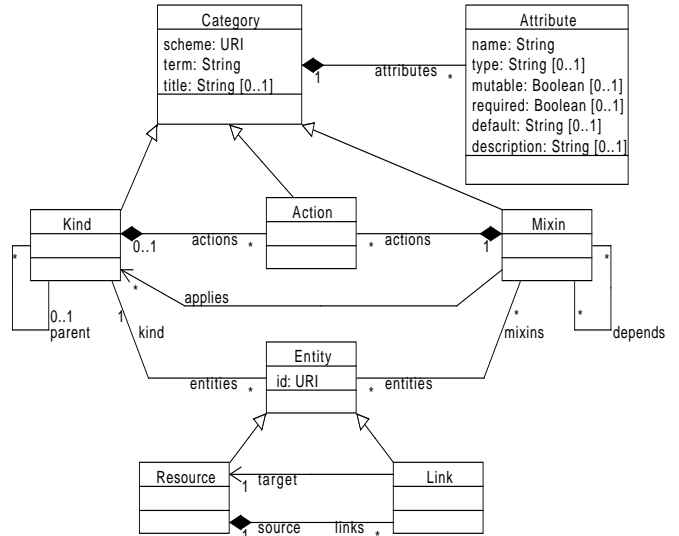 Category
Attribute
scheme: URI
term: String
title: String [0..1]
name: String
type: String [0..1]
mutable: Boolean [0..1]
required: Boolean [0..1]
default: String [0..1]
description: String [0..1]
1
attributes
*
Kind
Action
Mixin
0..1
actions
*
*
actions
1
*
*
applies
*
0..1
parent
1
kind
*
mixins
*
depends
Entity
id: URI
entities
*
*
entities
Resource
Link
1
target
1
source
links
*